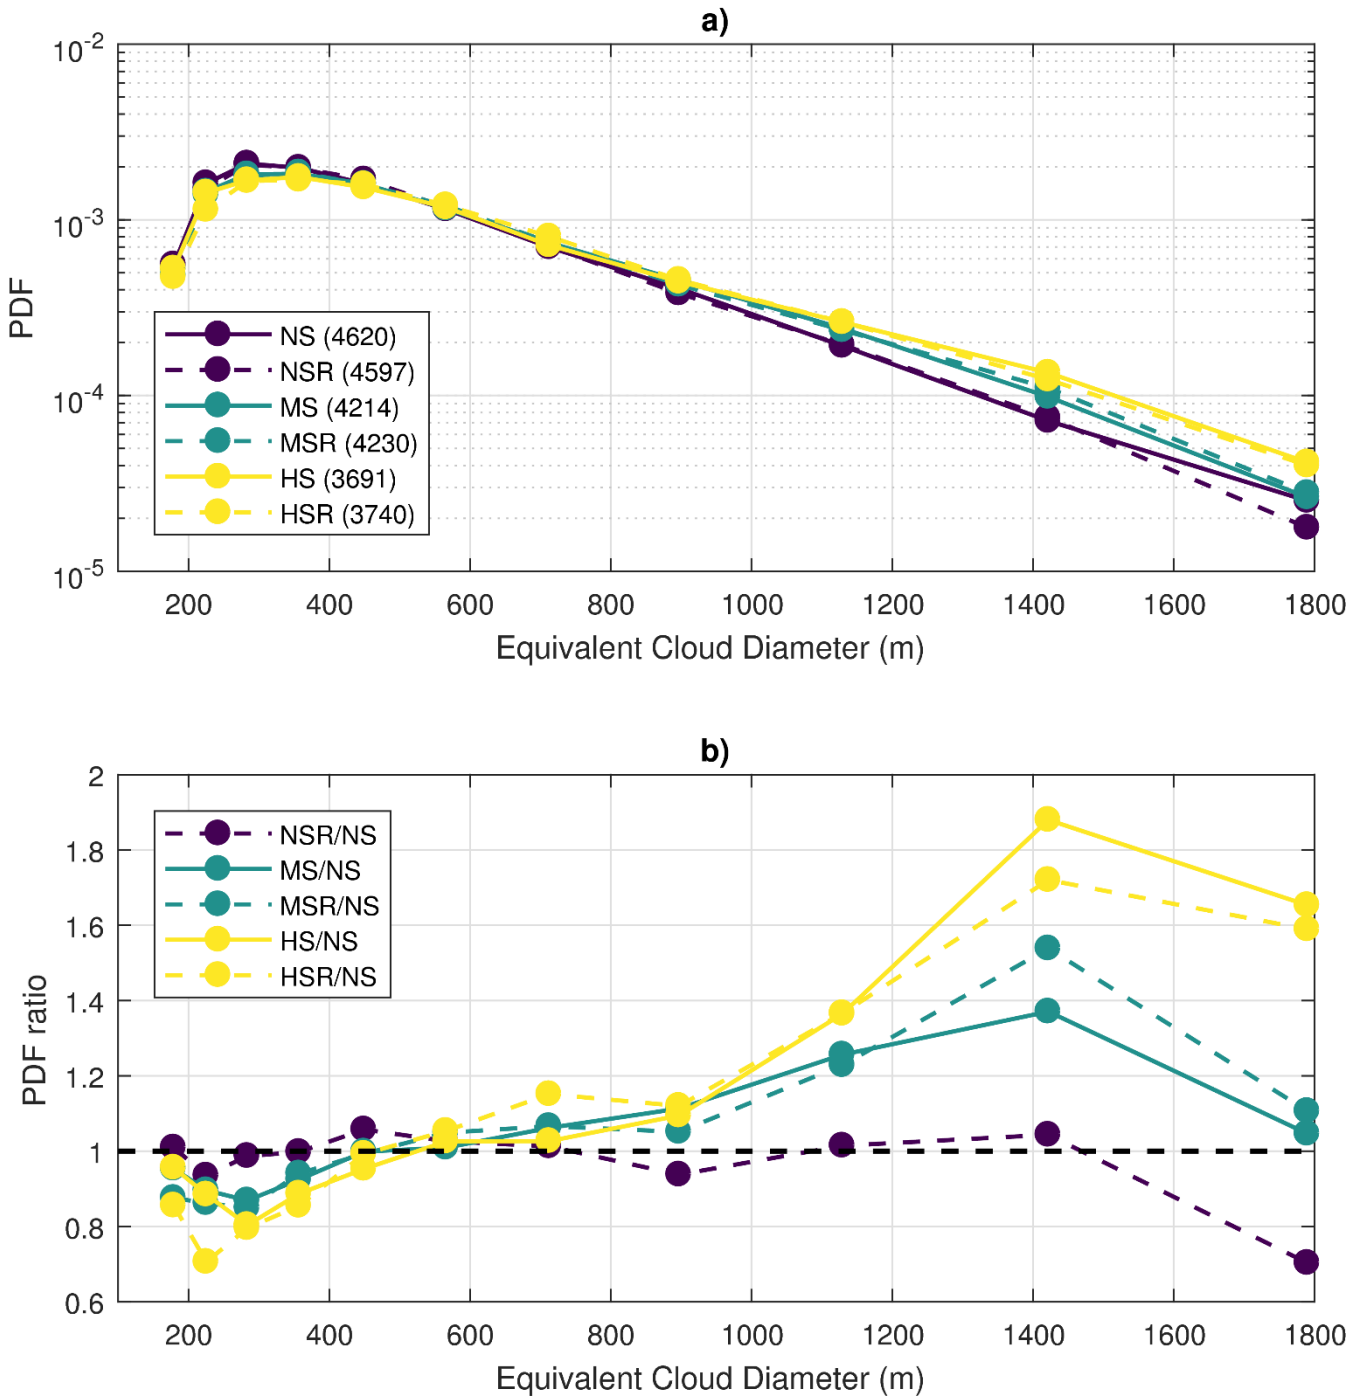 a)
10-2
10-3
10-4
10-5
PDF
NS (4620)
NSR (4597)
MS (4214)
MSR (4230)
HS (3691)
HSR (3740)
200 400 600 800 1000 1200 1400 1600 1800
Equivalent Cloud Diameter (m)
b)
2
1.8
1.6
1.4
1.2
1
0.8
0.6
PDF ratio
NSR/NS
MS/NS
MSR/NS
HS/NS
HSR/NS
200 400 600 800 1000 1200 1400 1600 1800
Equivalent Cloud Diameter (m)